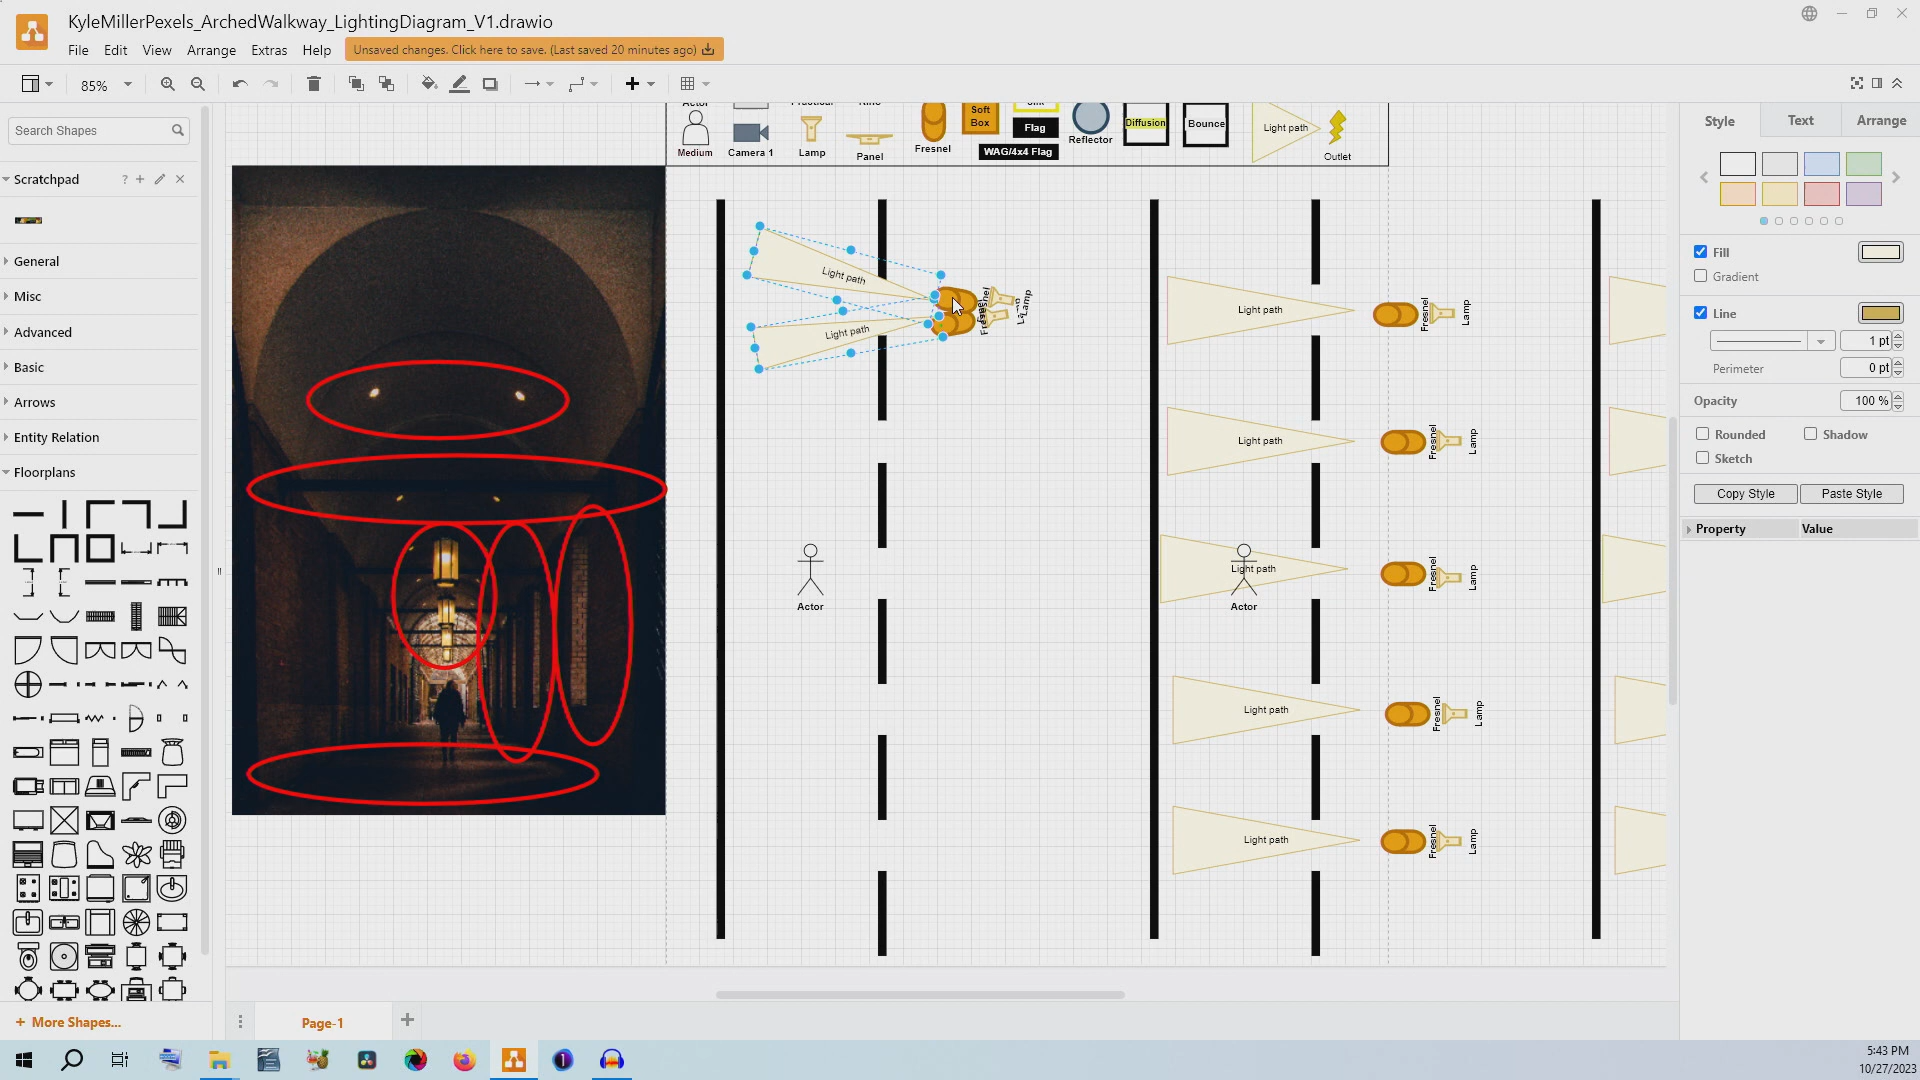 KyleMillerPexels_ArchedWalkway_LightingDiagram_V1.drawio
File Edit View Arrange Extras Help Unsaved changes. Click here to save. (Last saved 20 minutes ago)
85%
Search Shapes
Scratchpad ?
General
Misc
Advanced
Basic
Arrows
Entity Relation
Floorplans
+ More Shapes...
Actor
Medium
Camera 1
Lamp
Panel
Fresnel
Soft
Box
Flag
WAG/4x4 Flag
Reflector
Diffusion
Bounce
Light path
Outlet
Light path
Light path
Fresnel
Lamp
Actor
Light path
Fresnel
Lamp
Light path
Fresnel
Lamp
Light path
Fresnel
Lamp
Actor
Light path
Fresnel
Lamp
Light path
Fresnel
Lamp
Page-1
Style Text Arrange
Fill
Gradient
Line
1 pt
Perimeter 0 pt
Opacity 100 %
Rounded Shadow
Sketch
Copy Style Paste Style
Property Value
5:43 PM
10/27/2023